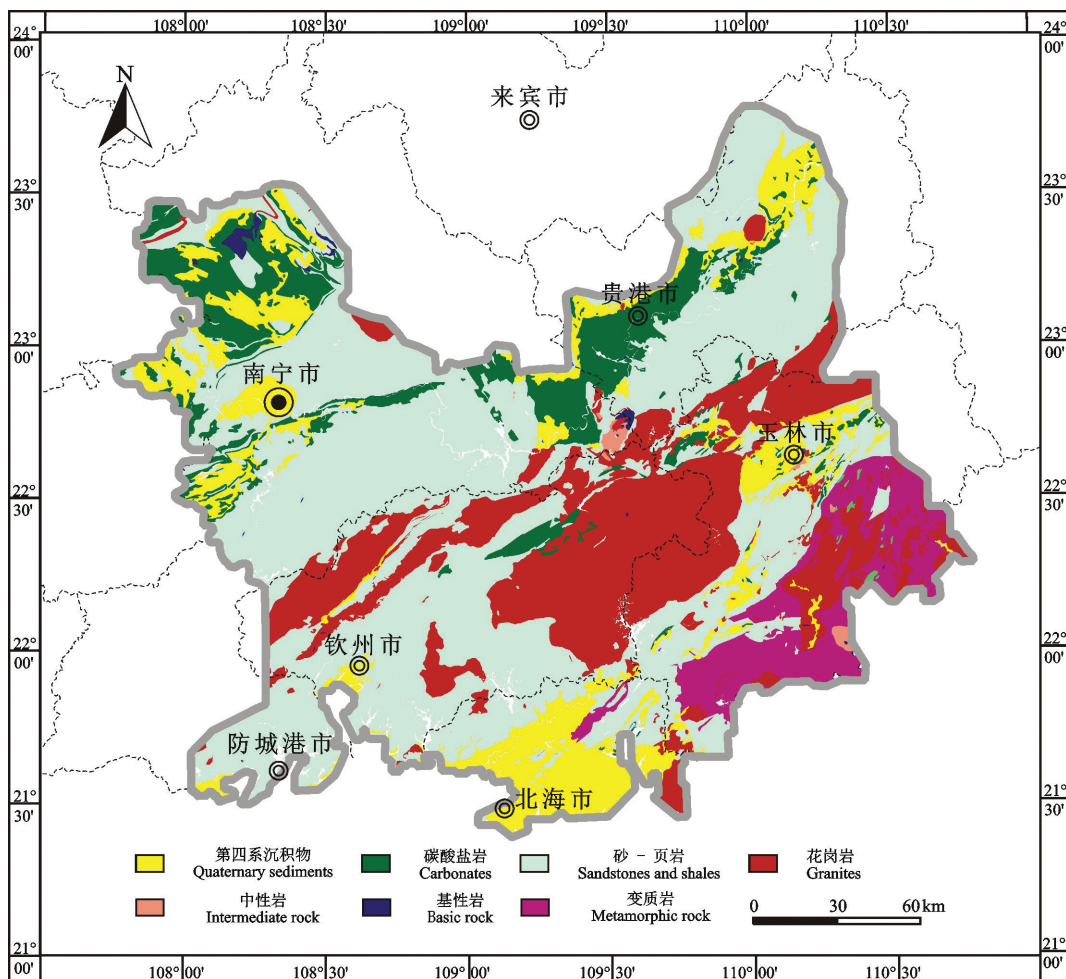 108° 00′ 108° 30′ 109° 00′ 109° 30′ 110° 00′ 110° 30′
24° 00′
24° 00′
N
来宾市
23° 30′
23° 30′
贵港市
23° 00′
23° 00′
南宁市
玉林市
22° 30′
22° 30′
钦州市
22° 00′
22° 00′
防城港市
北海市
21° 30′
21° 30′
第四系沉积物
Quaternary sediments
碳酸盐岩
Carbonates
砂－页岩
Sandstones and shales
花岗岩
Granites
中性岩
Intermediate rock
基性岩
Basic rock
变质岩
Metamorphic rock
0 30 60 km
21° 00′
21° 00′
108° 00′ 108° 30′ 109° 00′ 109° 30′ 110° 00′ 110° 30′